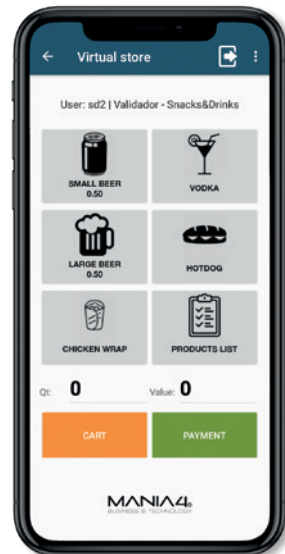 Virtual store
User: sd2 | Validador - Snacks&Drinks
SMALL BEER
0.50
VODKA
LARGE BEER
0.50
HOTDOG
CHICKEN WRAP
PRODUCTS LIST
Qt: 0 Value: 0
CART PAYMENT
MANIA4
BUSINESS & TECHNOLOGY